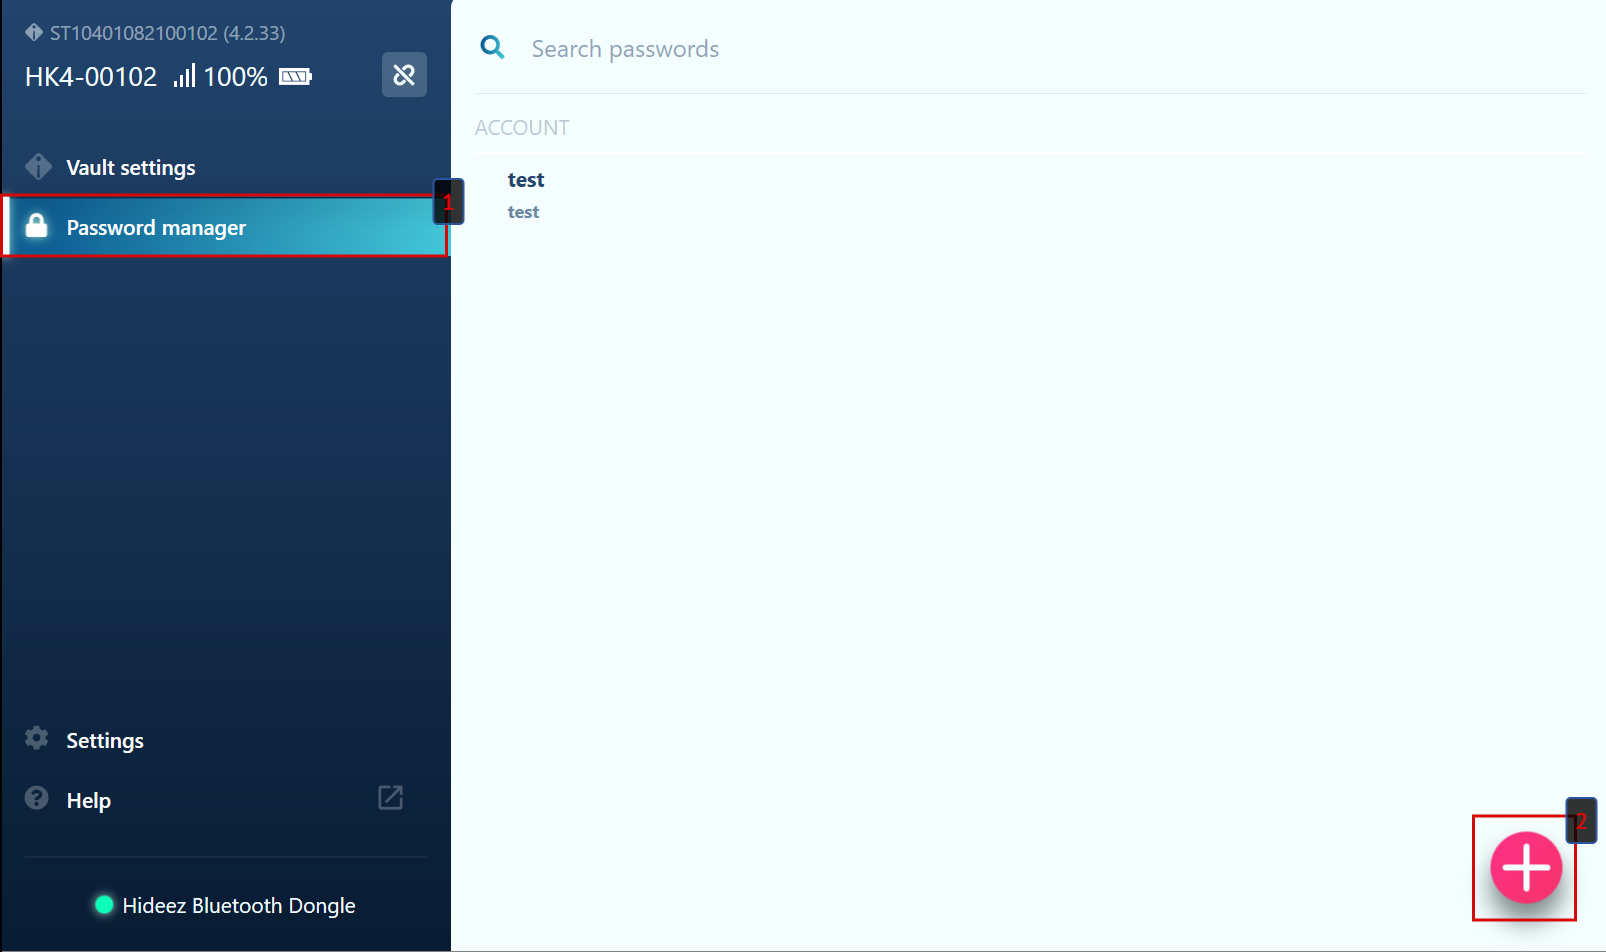 ST10401082100102 (4.2.33)
HK4-00102 100%
Vault settings
1
Password manager
Settings
Help
Hideez Bluetooth Dongle
Search passwords
ACCOUNT
test
test
2